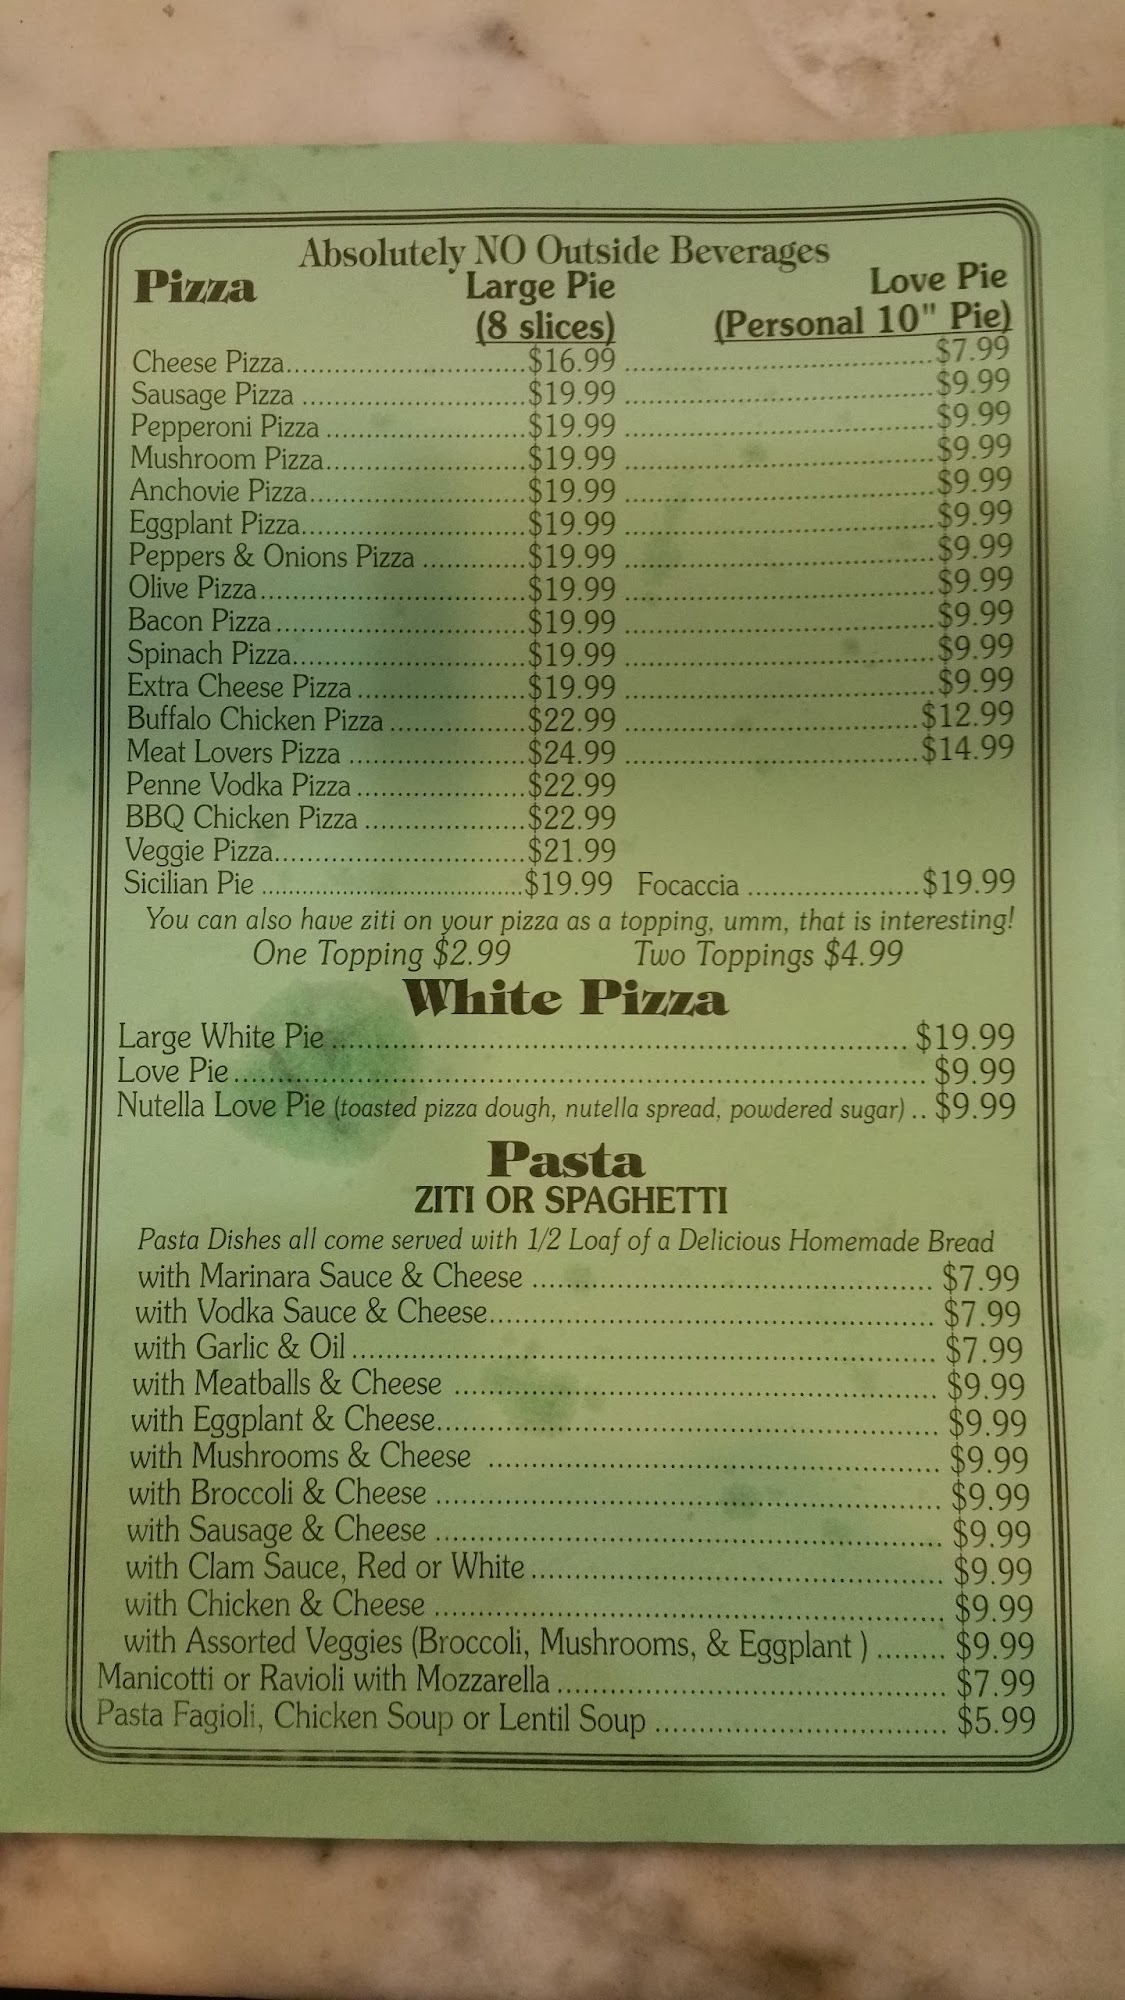 Absolutely NO Outside Beverages
Pizza Large Pie Love Pie
(8 slices) (Personal 10" Pie)
Cheese Pizza........................$16.99 ................................$7.99
Sausage Pizza ......................$19.99 ................................$9.99
Pepperoni Pizza ....................$19.99 ................................$9.99
Mushroom Pizza....................$19.99 ................................$9.99
Anchovie Pizza......................$19.99 ................................$9.99
Eggplant Pizza.......................$19.99 ................................$9.99
Peppers & Onions Pizza ..........$19.99 ................................$9.99
Olive Pizza...........................$19.99 ................................$9.99
Bacon Pizza .........................$19.99 ................................$9.99
Spinach Pizza........................$19.99 ................................$9.99
Extra Cheese Pizza .................$19.99 ................................$9.99
Buffalo Chicken Pizza .............$22.99 ..............................$12.99
Meat Lovers Pizza ..................$24.99 ..............................$14.99
Penne Vodka Pizza .................$22.99
BBQ Chicken Pizza ................$22.99
Veggie Pizza.........................$21.99
Sicilian Pie ..................................$19.99 Focaccia ....................$19.99
You can also have ziti on your pizza as a topping, umm, that is interesting!
One Topping $2.99 Two Toppings $4.99
White Pizza
Large White Pie ........................................................ $19.99
Love Pie.................................................................. $9.99
Nutella Love Pie (toasted pizza dough, nutella spread, powdered sugar) .. $9.99
Pasta
ZITI OR SPAGHETTI
Pasta Dishes all come served with 1/2 Loaf of a Delicious Homemade Bread
with Marinara Sauce & Cheese ........................................ $7.99
with Vodka Sauce & Cheese............................................ $7.99
with Garlic & Oil ......................................................... $7.99
with Meatballs & Cheese ............................................... $9.99
with Eggplant & Cheese................................................. $9.99
with Mushrooms & Cheese ............................................ $9.99
with Broccoli & Cheese ................................................. $9.99
with Sausage & Cheese ................................................. $9.99
with Clam Sauce, Red or White........................................ $9.99
with Chicken & Cheese ................................................. $9.99
with Assorted Veggies (Broccoli, Mushrooms, & Eggplant ) ........ $9.99
Manicotti or Ravioli with Mozzarella ...................................... $7.99
Pasta Fagioli, Chicken Soup or Lentil Soup .............................. $5.99